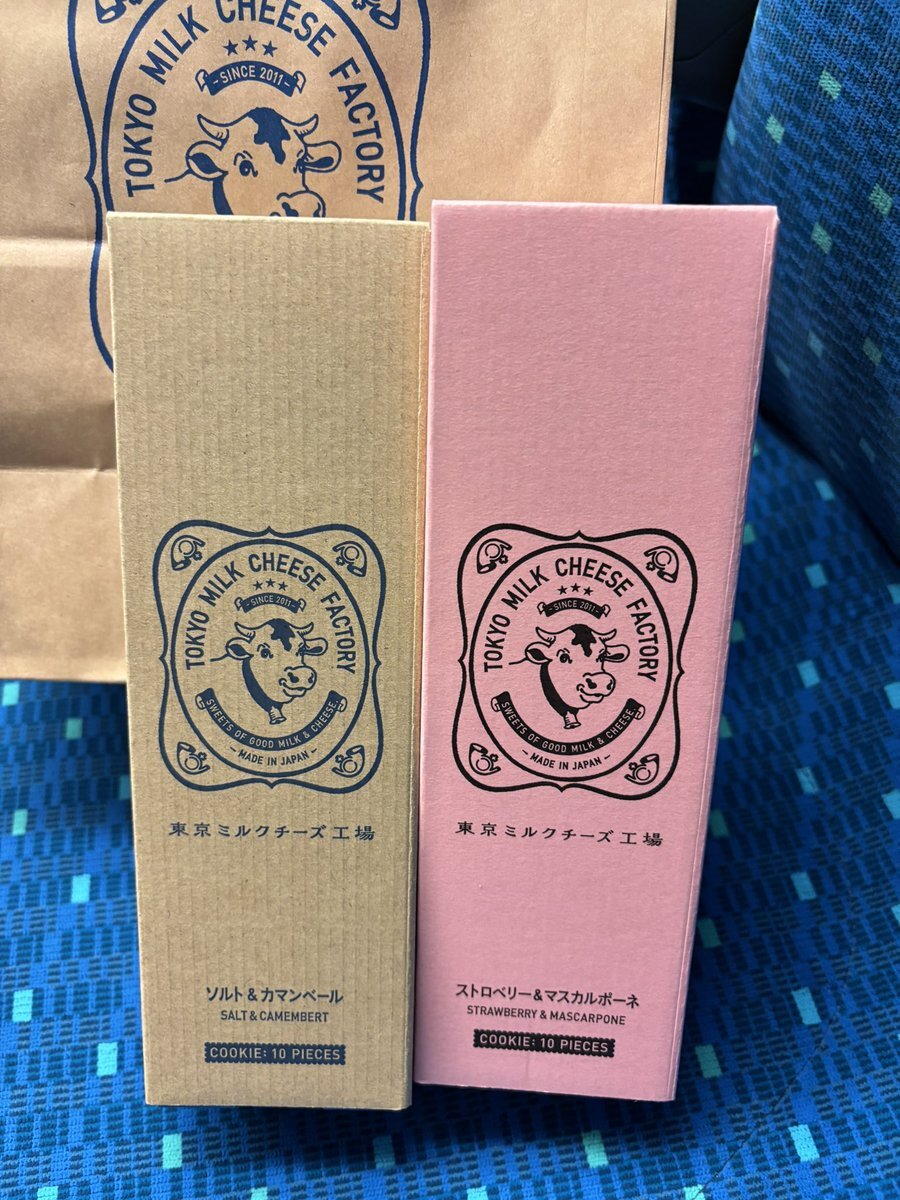 TOKYO MILK CHEESE FACTORY
SINCE 2011
TOKYO MILK CHEESE FACTORY
SINCE 2011
SWEETS OF GOOD MILK & CHEESE
MADE IN JAPAN
東京ミルクチーズ工場
ソルト&カマンベール
SALT & CAMEMBERT
COOKIE: 10 PIECES
TOKYO MILK CHEESE FACTORY
SINCE 2011
SWEETS OF GOOD MILK & CHEESE
MADE IN JAPAN
東京ミルクチーズ工場
ストロベリー&マスカルポーネ
STRAWBERRY & MASCARPONE
COOKIE: 10 PIECES